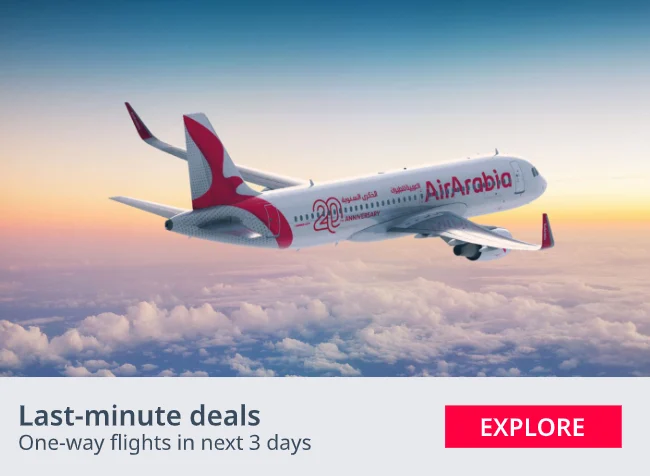 العربية للطيران
AirArabia
20
الذكرى السنوية
ANNIVERSARY
Last-minute deals
One-way flights in next 3 days
EXPLORE